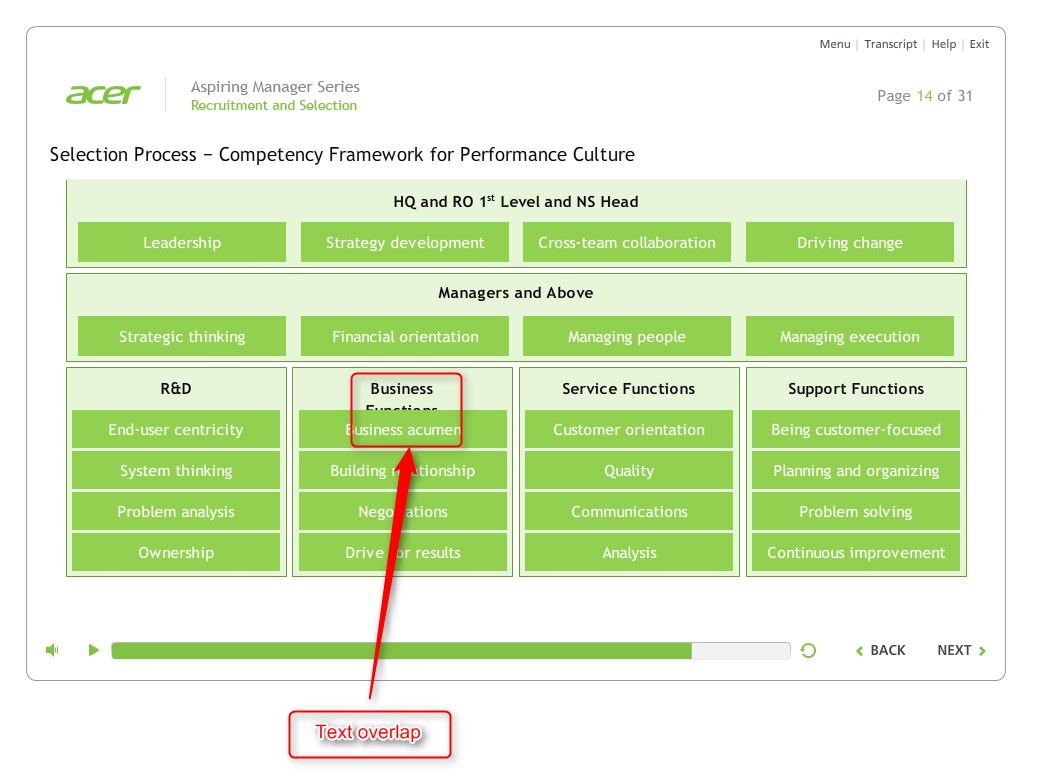 Menu | Transcript | Help | Exit
acer
Aspiring Manager Series
Recruitment and Selection
Page 14 of 31
Selection Process – Competency Framework for Performance Culture
HQ and RO 1st Level and NS Head
Leadership
Strategy development
Cross-team collaboration
Driving change
Managers and Above
Strategic thinking
Financial orientation
Managing people
Managing execution
R&D
End-user centricity
System thinking
Problem analysis
Ownership
Business
Functions
Business acumen
Building relationship
Negotiations
Drive for results
Service Functions
Customer orientation
Quality
Communications
Analysis
Support Functions
Being customer-focused
Planning and organizing
Problem solving
Continuous improvement
BACK
NEXT
Text overlap